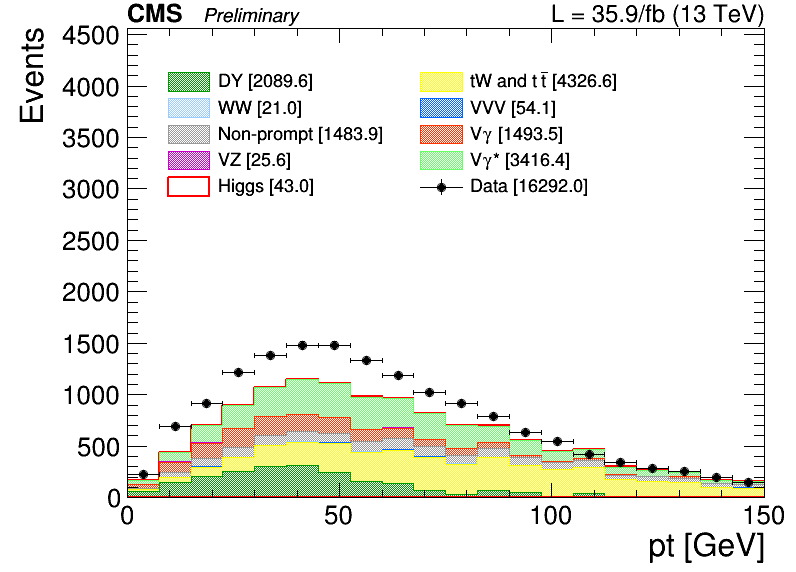 CMS Preliminary L = 35.9/fb (13 TeV)
Events
4500
4000
3500
3000
2500
2000
1500
1000
500
0
DY [2089.6]
WW [21.0]
Non-prompt [1483.9]
VZ [25.6]
Higgs [43.0]
tW and t t̅ [4326.6]
VVV [54.1]
Vγ [1493.5]
Vγ* [3416.4]
Data [16292.0]
0 50 100 150
pt [GeV]